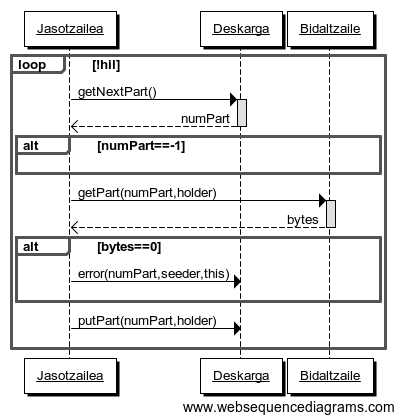 Jasotzailea Deskarga Bidaltzaile
loop [!hil]
getNextPart()
numPart
alt [numPart==-1]
getPart(numPart,holder)
bytes
alt [bytes==0]
error(numPart,seeder,this)
putPart(numPart,holder)
Jasotzailea Deskarga Bidaltzaile
www.websequencediagrams.com